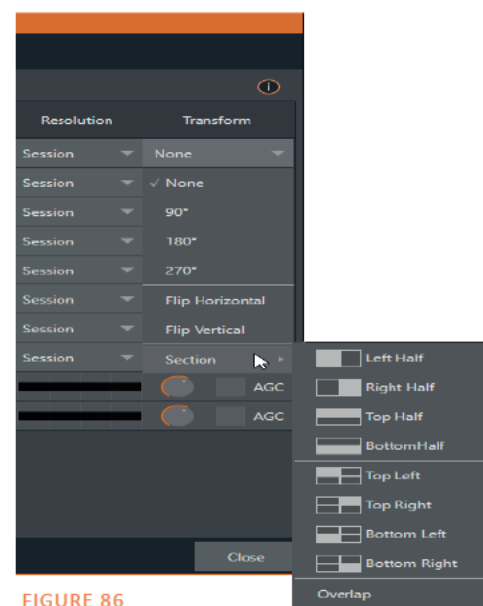 i
Resolution Transform
Session None
Session ✓ None
Session 90°
Session 180°
Session 270°
Session Flip Horizontal
Session Flip Vertical
Session Section
AGC
AGC
Left Half
Right Half
Top Half
BottomHalf
Top Left
Top Right
Bottom Left
Bottom Right
Overlap
Close
FIGURE 86